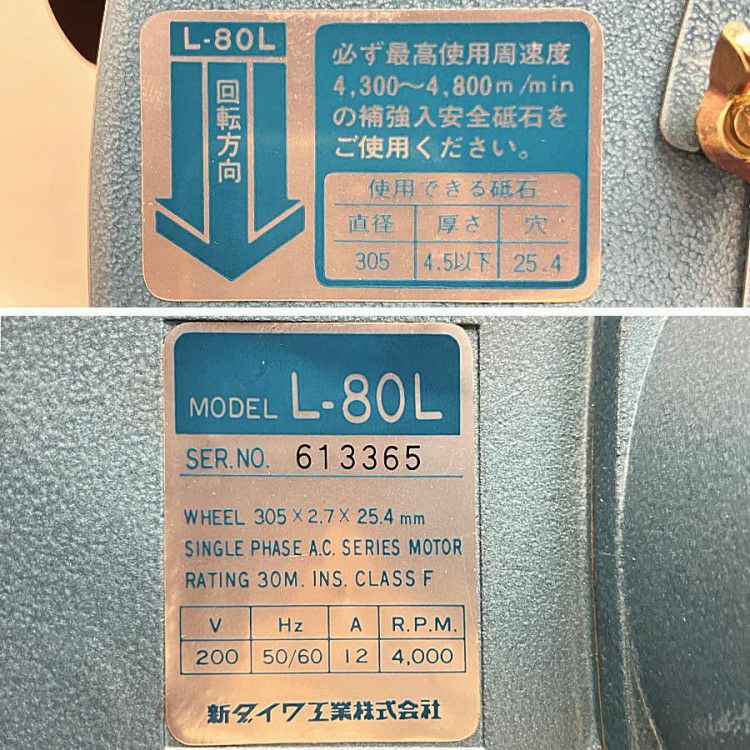 L-80L
回転方向
必ず最高使用周速度
4,300〜4,800m/min
の補強入安全砥石を
ご使用ください。
使用できる砥石
直径 厚さ 穴
305 4.5以下 25.4
MODEL L-80L
SER.NO. 613365
WHEEL 305×2.7×25.4 mm
SINGLE PHASE A.C. SERIES MOTOR
RATING 30M. INS. CLASS F
V Hz A R.P.M.
200 50/60 12 4,000
新ダイワ工業株式会社